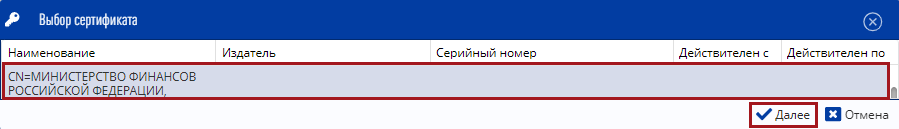 Выбор сертификата
Наименование Издатель Серийный номер Действителен с Действителен по
CN=МИНИСТЕРСТВО ФИНАНСОВ
РОССИЙСКОЙ ФЕДЕРАЦИИ,
Далее Отмена